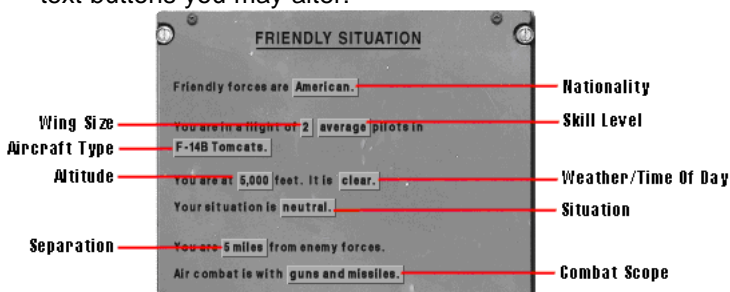 text buttons you may alter.
FRIENDLY SITUATION
Friendly forces are American.
Nationality
Wing Size
You are in a flight of 2 average pilots in
Skill Level
Aircraft Type
F-14B Tomcats.
Altitude
You are at 5,000 feet. It is clear.
Weather/Time Of Day
Your situation is neutral.
Situation
Separation
You are 5 miles from enemy forces.
Air combat is with guns and missiles.
Combat Scope